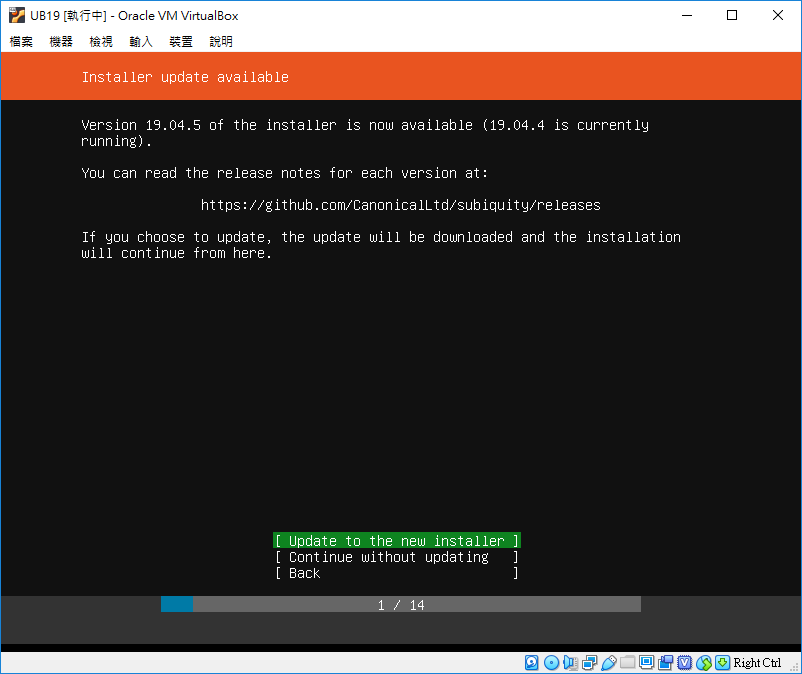 UB19 [執行中] - Oracle VM VirtualBox
檔案 機器 檢視 輸入 裝置 說明
Installer update available
Version 19.04.5 of the installer is now available (19.04.4 is currently
running).
You can read the release notes for each version at:
https://github.com/CanonicalLtd/subiquity/releases
If you choose to update, the update will be downloaded and the installation
will continue from here.
[ Update to the new installer ]
[ Continue without updating ]
[ Back ]
1 / 14
Right Ctrl